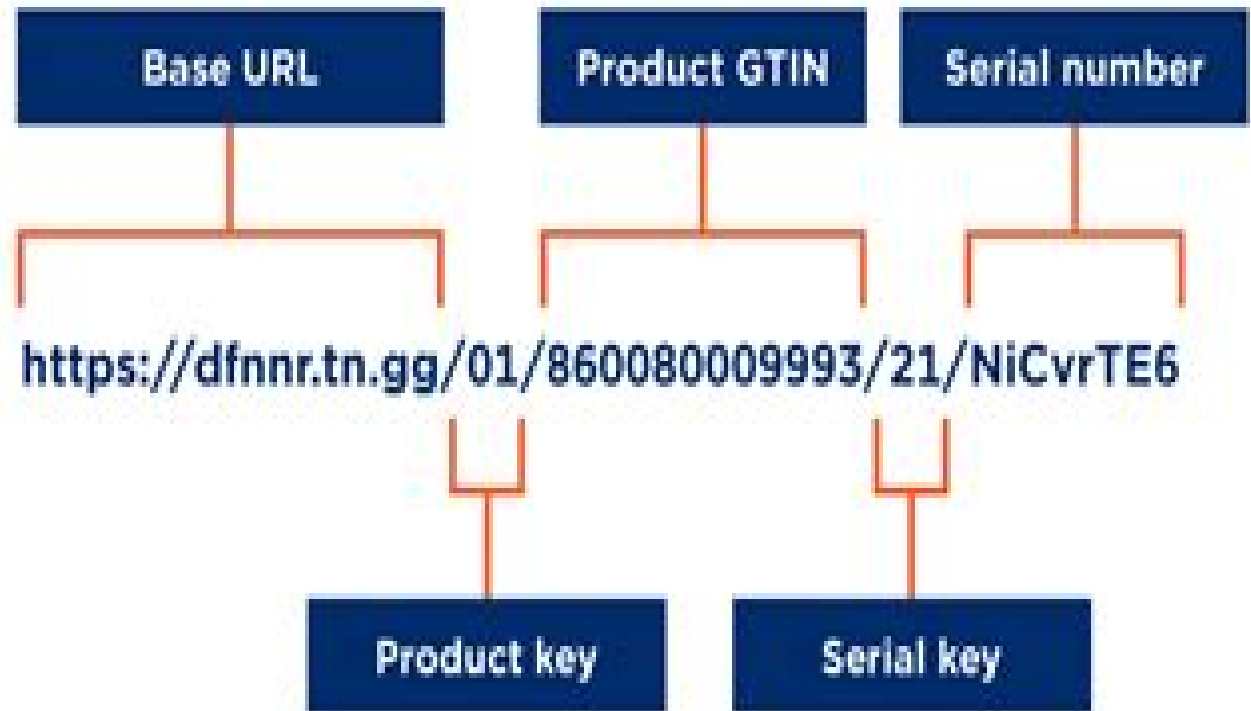 Base URL
Product GTIN
Serial number
https://dfnnr.tn.gg/01/860080009993/21/NiCvrTE6
Product key
Serial key